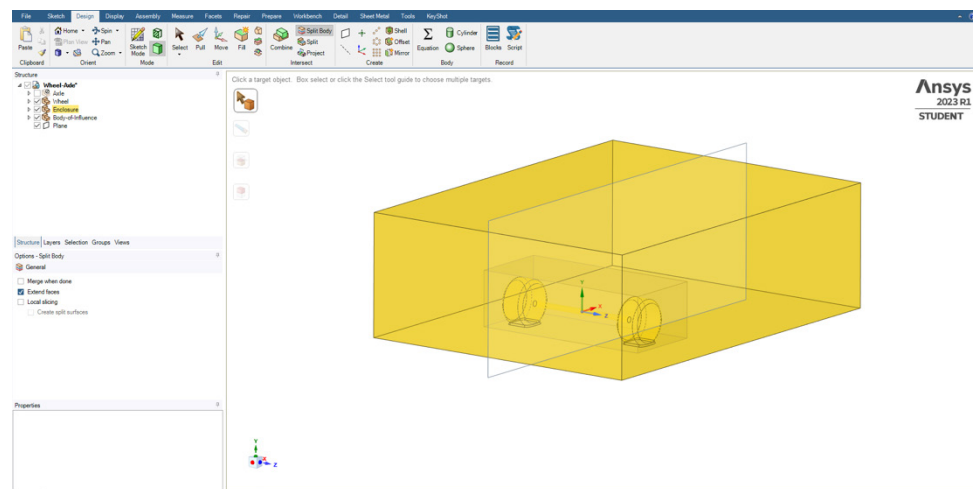 File Sketch Design Display Assembly Measure Facets Repair Prepare Workbench Detail Sheet Metal Tools KeyShot
Paste
Home Spin
Plan View Pan
Zoom
Sketch Mode
Select
Pull
Move
Fill
Combine
Split Body
Split
Project
Shell
Offset
Mirror
Equation
Cylinder
Sphere
Blocks
Script
Clipboard Orient Mode Edit Intersect Create Body Record
Structure
Wheel-Axle*
Axle
Wheel
Enclosure
Body-of-Influence
Plane
Structure Layers Selection Groups Views
Options - Split Body
General
Merge when done
Extend faces
Local slicing
Create split surfaces
Properties
Click a target object. Box select or click the Select tool guide to choose multiple targets.
Ansys
2023 R1
STUDENT
Y
X
Z
Y
Z